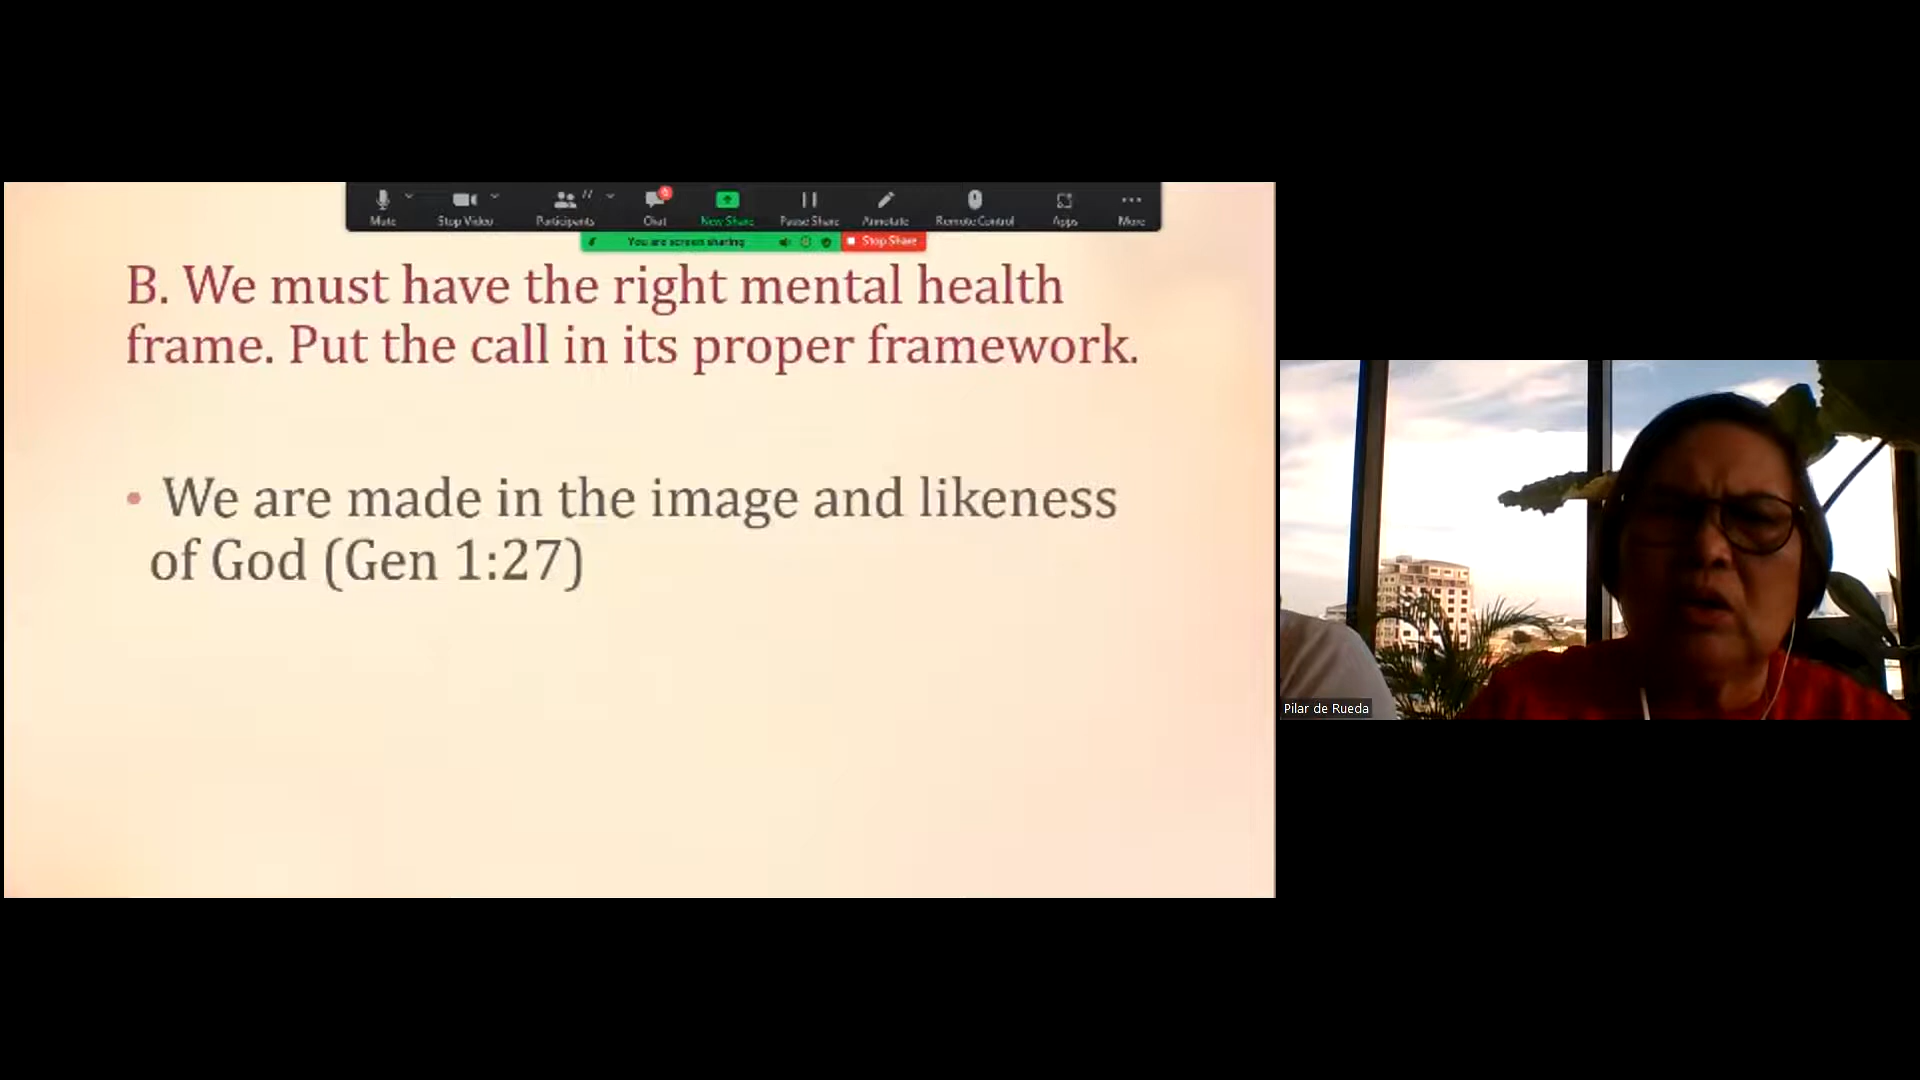 Mute
Stop Video
Participants
77
Chat
New Share
Pause Share
Annotate
Remote Control
Apps
More
You are screen sharing
Stop Share
B. We must have the right mental health
frame. Put the call in its proper framework.
• We are made in the image and likeness
of God (Gen 1:27)
Pilar de Rueda